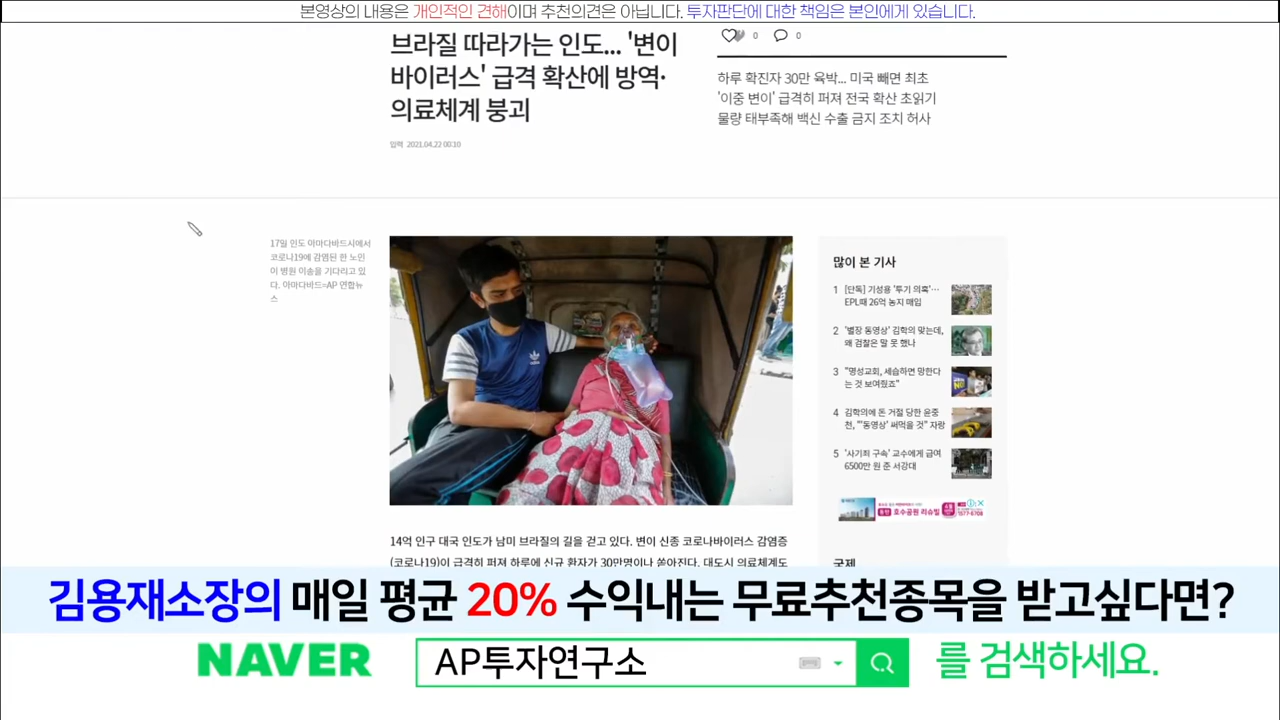 본영상의 내용은 개인적인 견해이며 추천의견은 아닙니다. 투자판단에 대한 책임은 본인에게 있습니다.
브라질 따라가는 인도... '변이
바이러스' 급격 확산에 방역·
의료체계 붕괴
입력 2021.04.22 00:10
0 0
하루 확진자 30만 육박... 미국 빼면 최초
'이중 변이' 급격히 퍼져 전국 확산 초읽기
물량 태부족해 백신 수출 금지 조치 허사
17일 인도 아마다바드시에서
코로나19에 감염된 한 노인
이 병원 이송을 기다리고 있
다. 아마다바드=AP 연합뉴
스
많이 본 기사
1 [단독] 기성용 '투기 의혹'…
EPL때 26억 농지 매입
2 '별장 동영상' 김학의 맞는데,
왜 검찰은 말 못 했나
3 "명성교회, 세습하면 망한다
는 것 보여줬죠"
4 김학의에 돈 거절 당한 윤중
천, "'동영상' 써먹을 것" 자랑
5 '사기죄 구속' 교수에게 급여
6500만 원 준 서강대
호수공원 리슈빌
1577-8708
14억 인구 대국 인도가 남미 브라질의 길을 걷고 있다. 변이 신종 코로나바이러스 감염증
(코로나19)이 급격히 퍼져 하루에 신규 환자가 30만명이나 쏟아진다. 대도시 의료체계도
국제
김용재소장의 매일 평균 20% 수익내는 무료추천종목을 받고싶다면?
NAVER AP투자연구소 를 검색하세요.